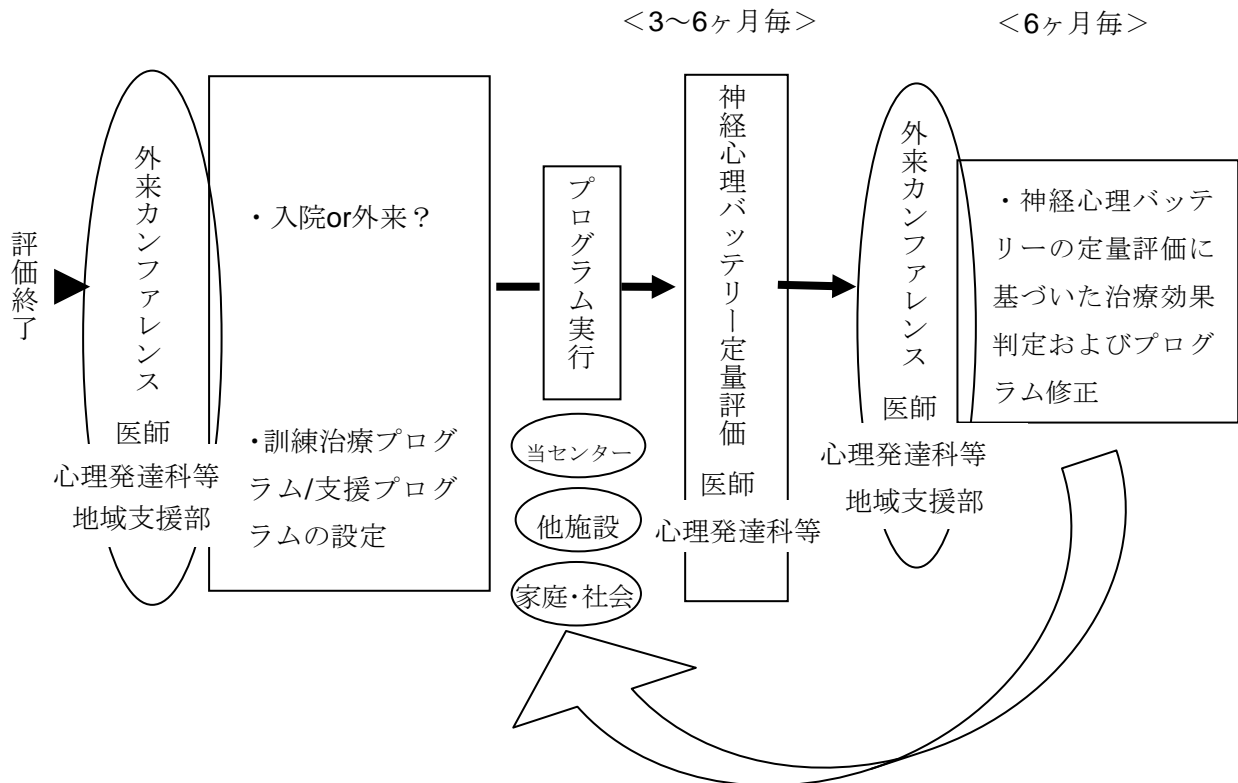 <3～6ヶ月毎>
<6ヶ月毎>
評価終了
外来カンファレンス
医師
心理発達科等
地域支援部
・入院or外来？
・訓練治療プログ
ラム/支援プログ
ラムの設定
プログラム実行
当センター
他施設
家庭・社会
神経心理バッテリー定量評価
医師
心理発達科等
外来カンファレンス
医師
心理発達科等
地域支援部
・神経心理バッテ
リーの定量評価に
基づいた治療効果
判定およびプログ
ラム修正